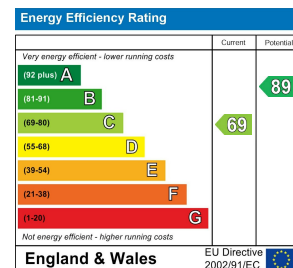 Energy Efficiency Rating
Current Potential
Very energy efficient - lower running costs
(92 plus) A
(81-91) B
(69-80) C
(55-68) D
(39-54) E
(21-38) F
(1-20) G
69
89
Not energy efficient - higher running costs
England & Wales
EU Directive
2002/91/EC